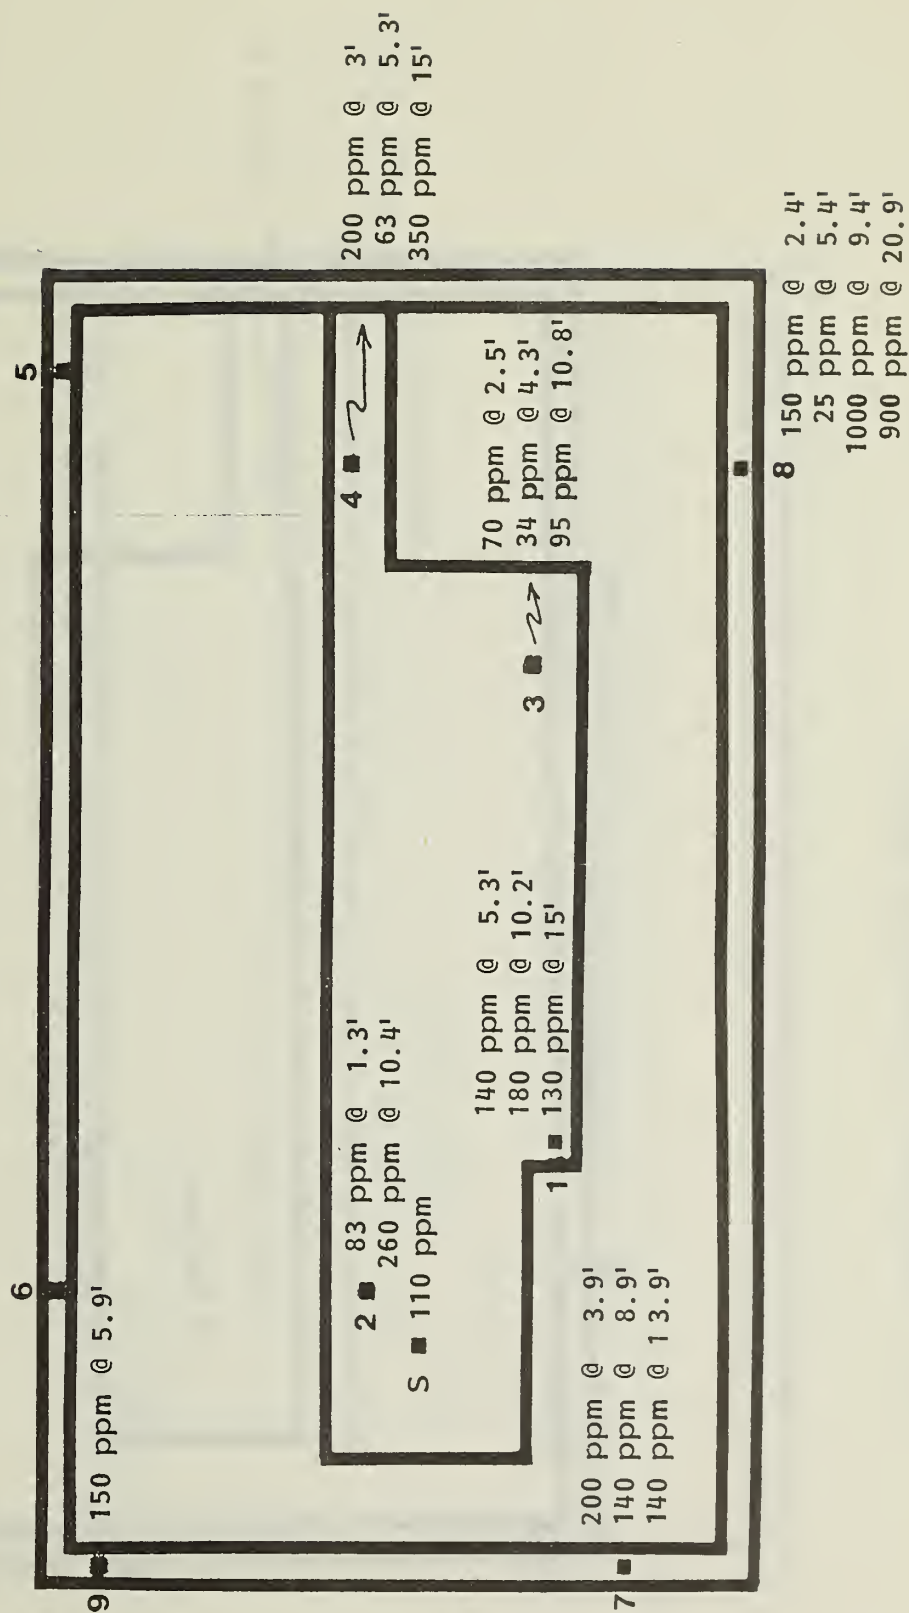 6
5
9
150 ppm @ 5.9'
2
83 ppm @ 1.3'
260 ppm @ 10.4'
S
110 ppm
4
200 ppm @ 3'
63 ppm @ 5.3'
350 ppm @ 15'
1
140 ppm @ 5.3'
180 ppm @ 10.2'
130 ppm @ 15'
3
70 ppm @ 2.5'
34 ppm @ 4.3'
95 ppm @ 10.8'
7
200 ppm @ 3.9'
140 ppm @ 8.9'
140 ppm @ 13.9'
8
150 ppm @ 2.4'
25 ppm @ 5.4'
1000 ppm @ 9.4'
900 ppm @ 20.9'